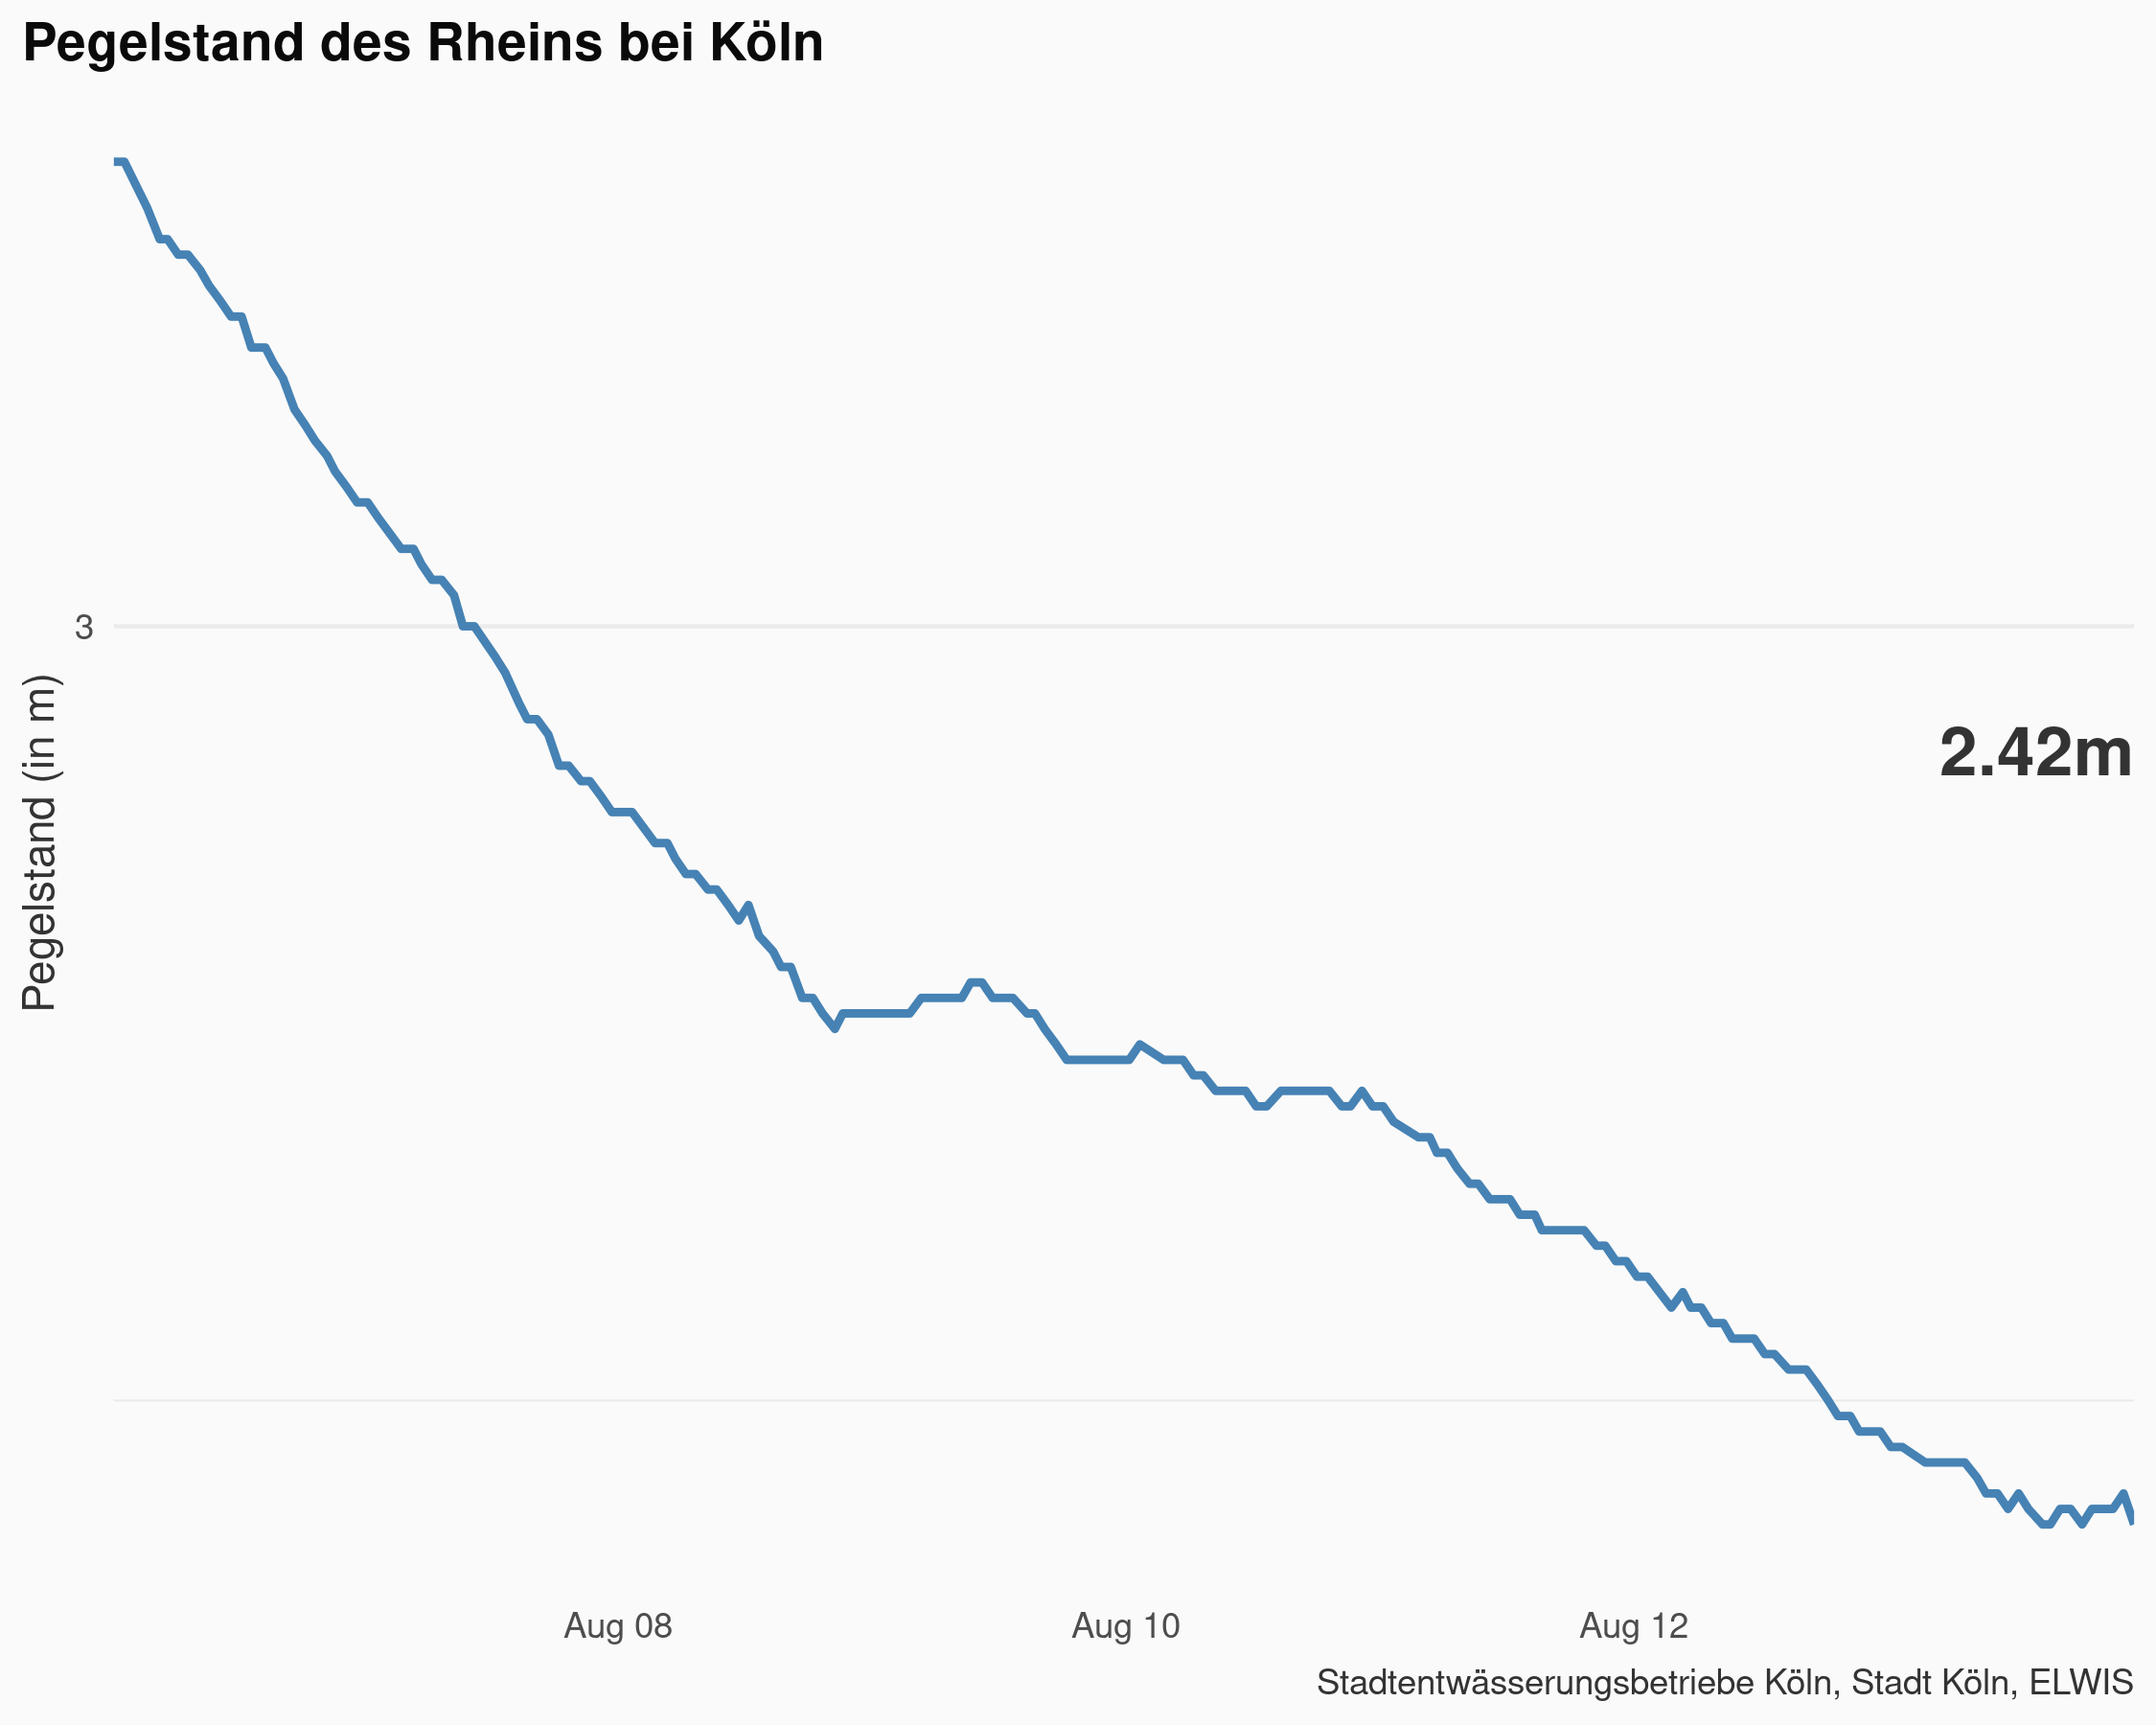 Pegelstand des Rheins bei Köln
3
Pegelstand (in m)
2.42m
Aug 08
Aug 10
Aug 12
Stadtentwässerungsbetriebe Köln, Stadt Köln, ELWIS